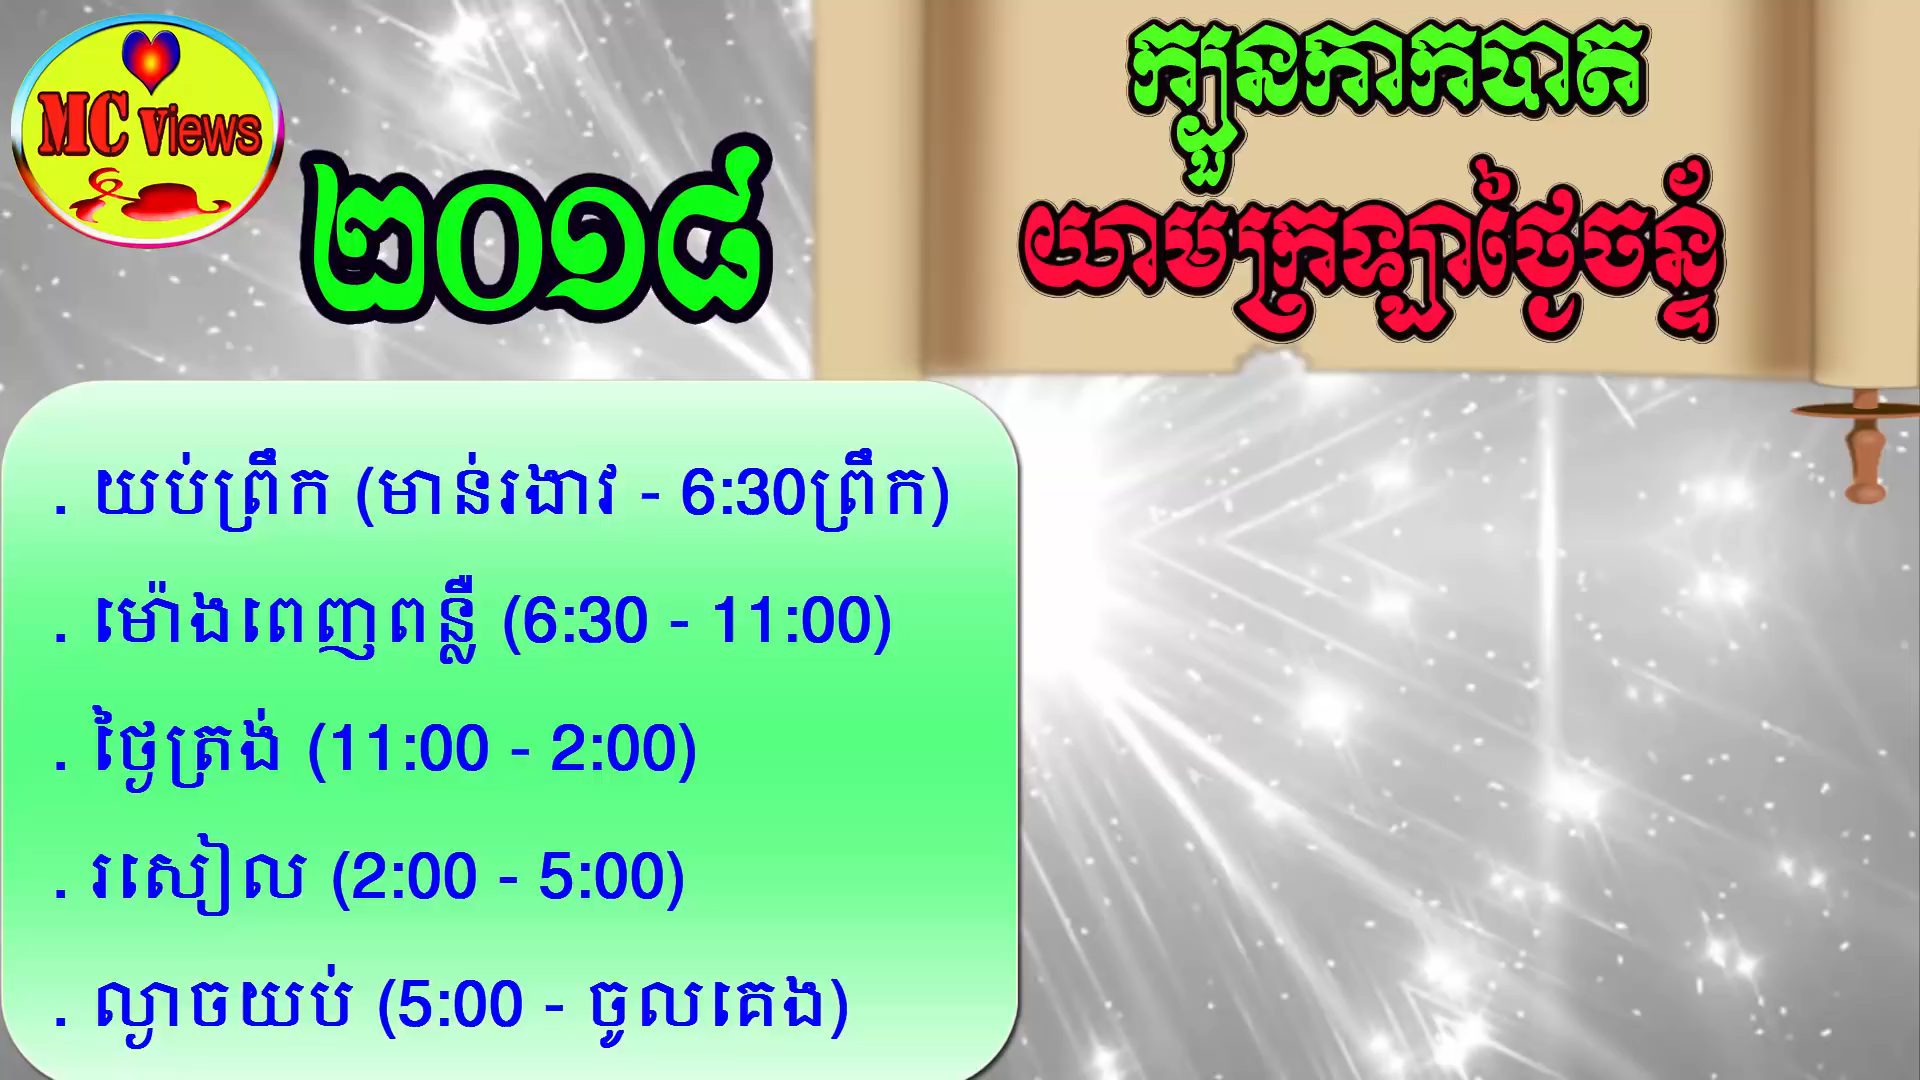 MC Views
២០១៨
ក្បួនកាកបាត
យាមក្រឡាថ្ងៃចន្ទ័
. យប់ព្រឹក (មាន់រងាវ - 6:30ព្រឹក)
. ម៉ោងពេញពន្លឺ (6:30 - 11:00)
. ថ្ងៃត្រង់ (11:00 - 2:00)
. រសៀល (2:00 - 5:00)
. ល្ងាចយប់ (5:00 - ចូលគេង)